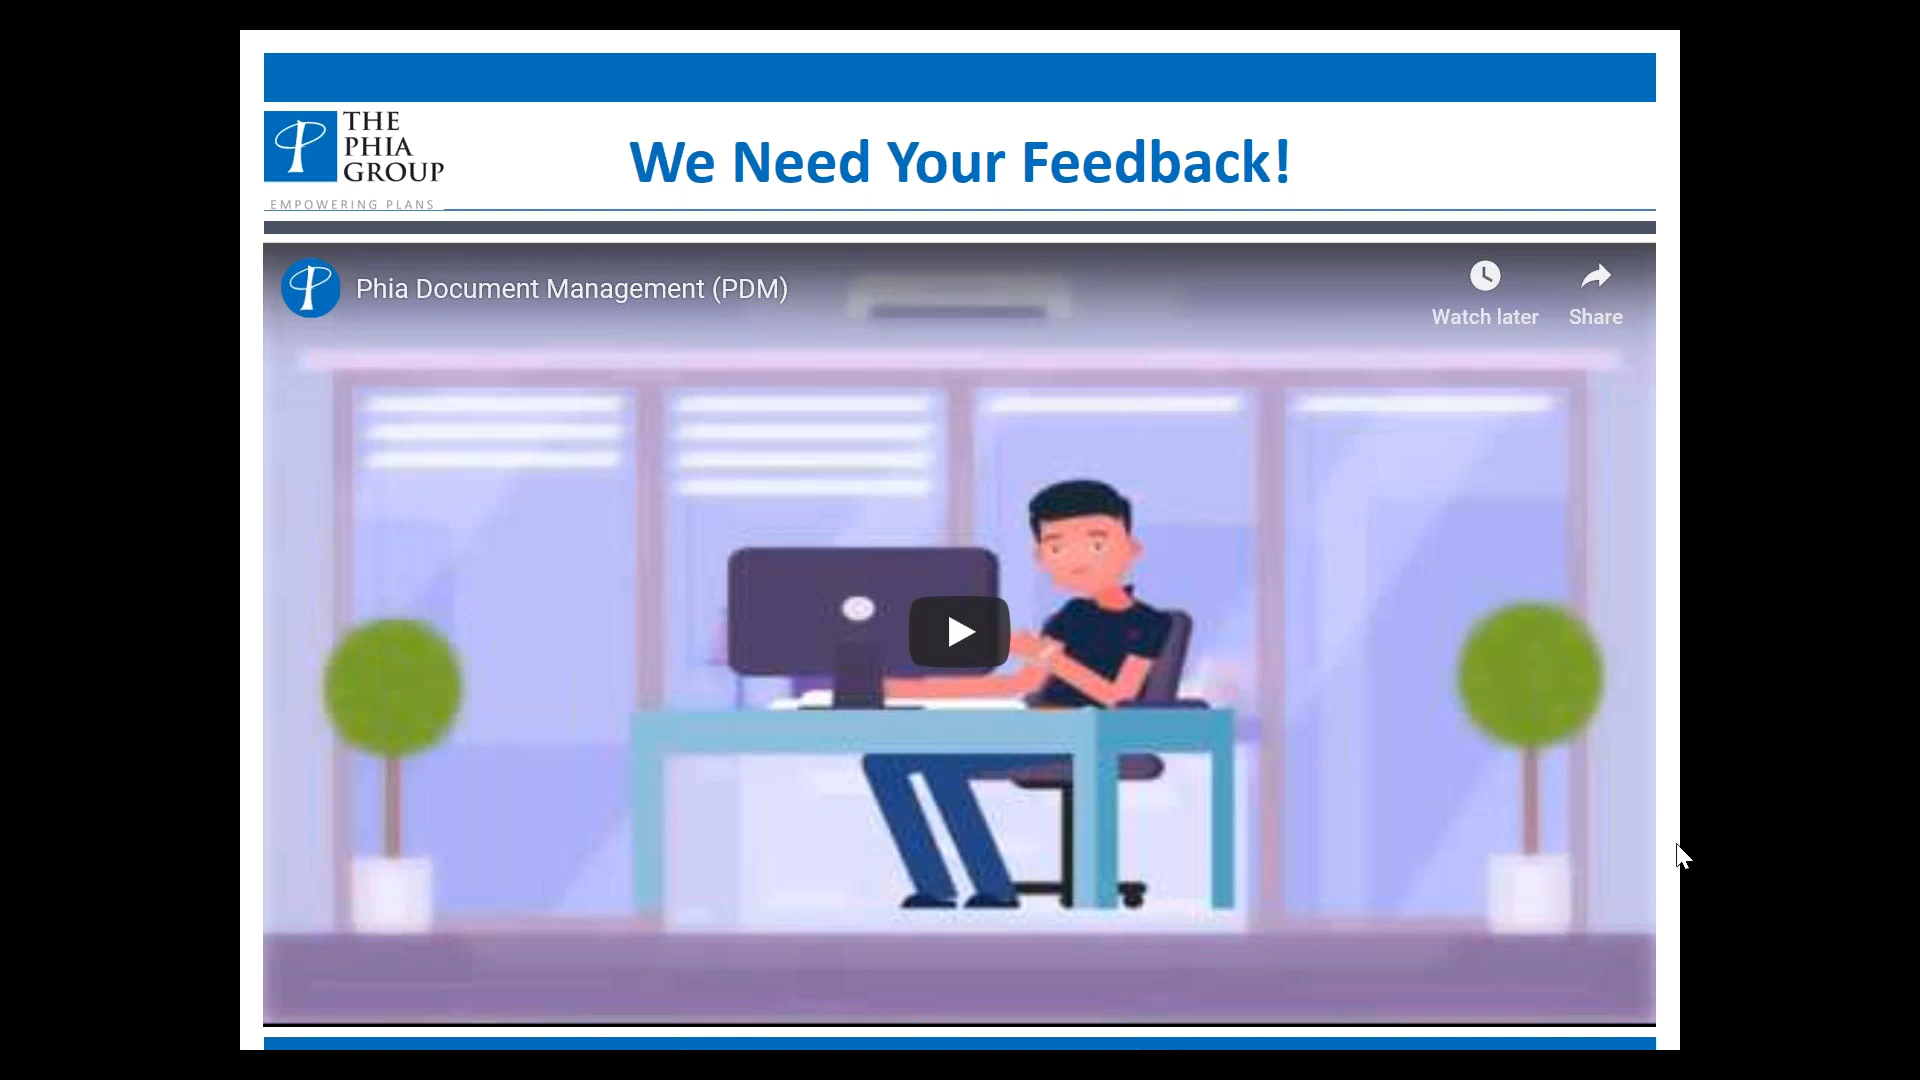 THE
PHIA
GROUP
EMPOWERING PLANS
We Need Your Feedback!
Phia Document Management (PDM)
Watch later
Share